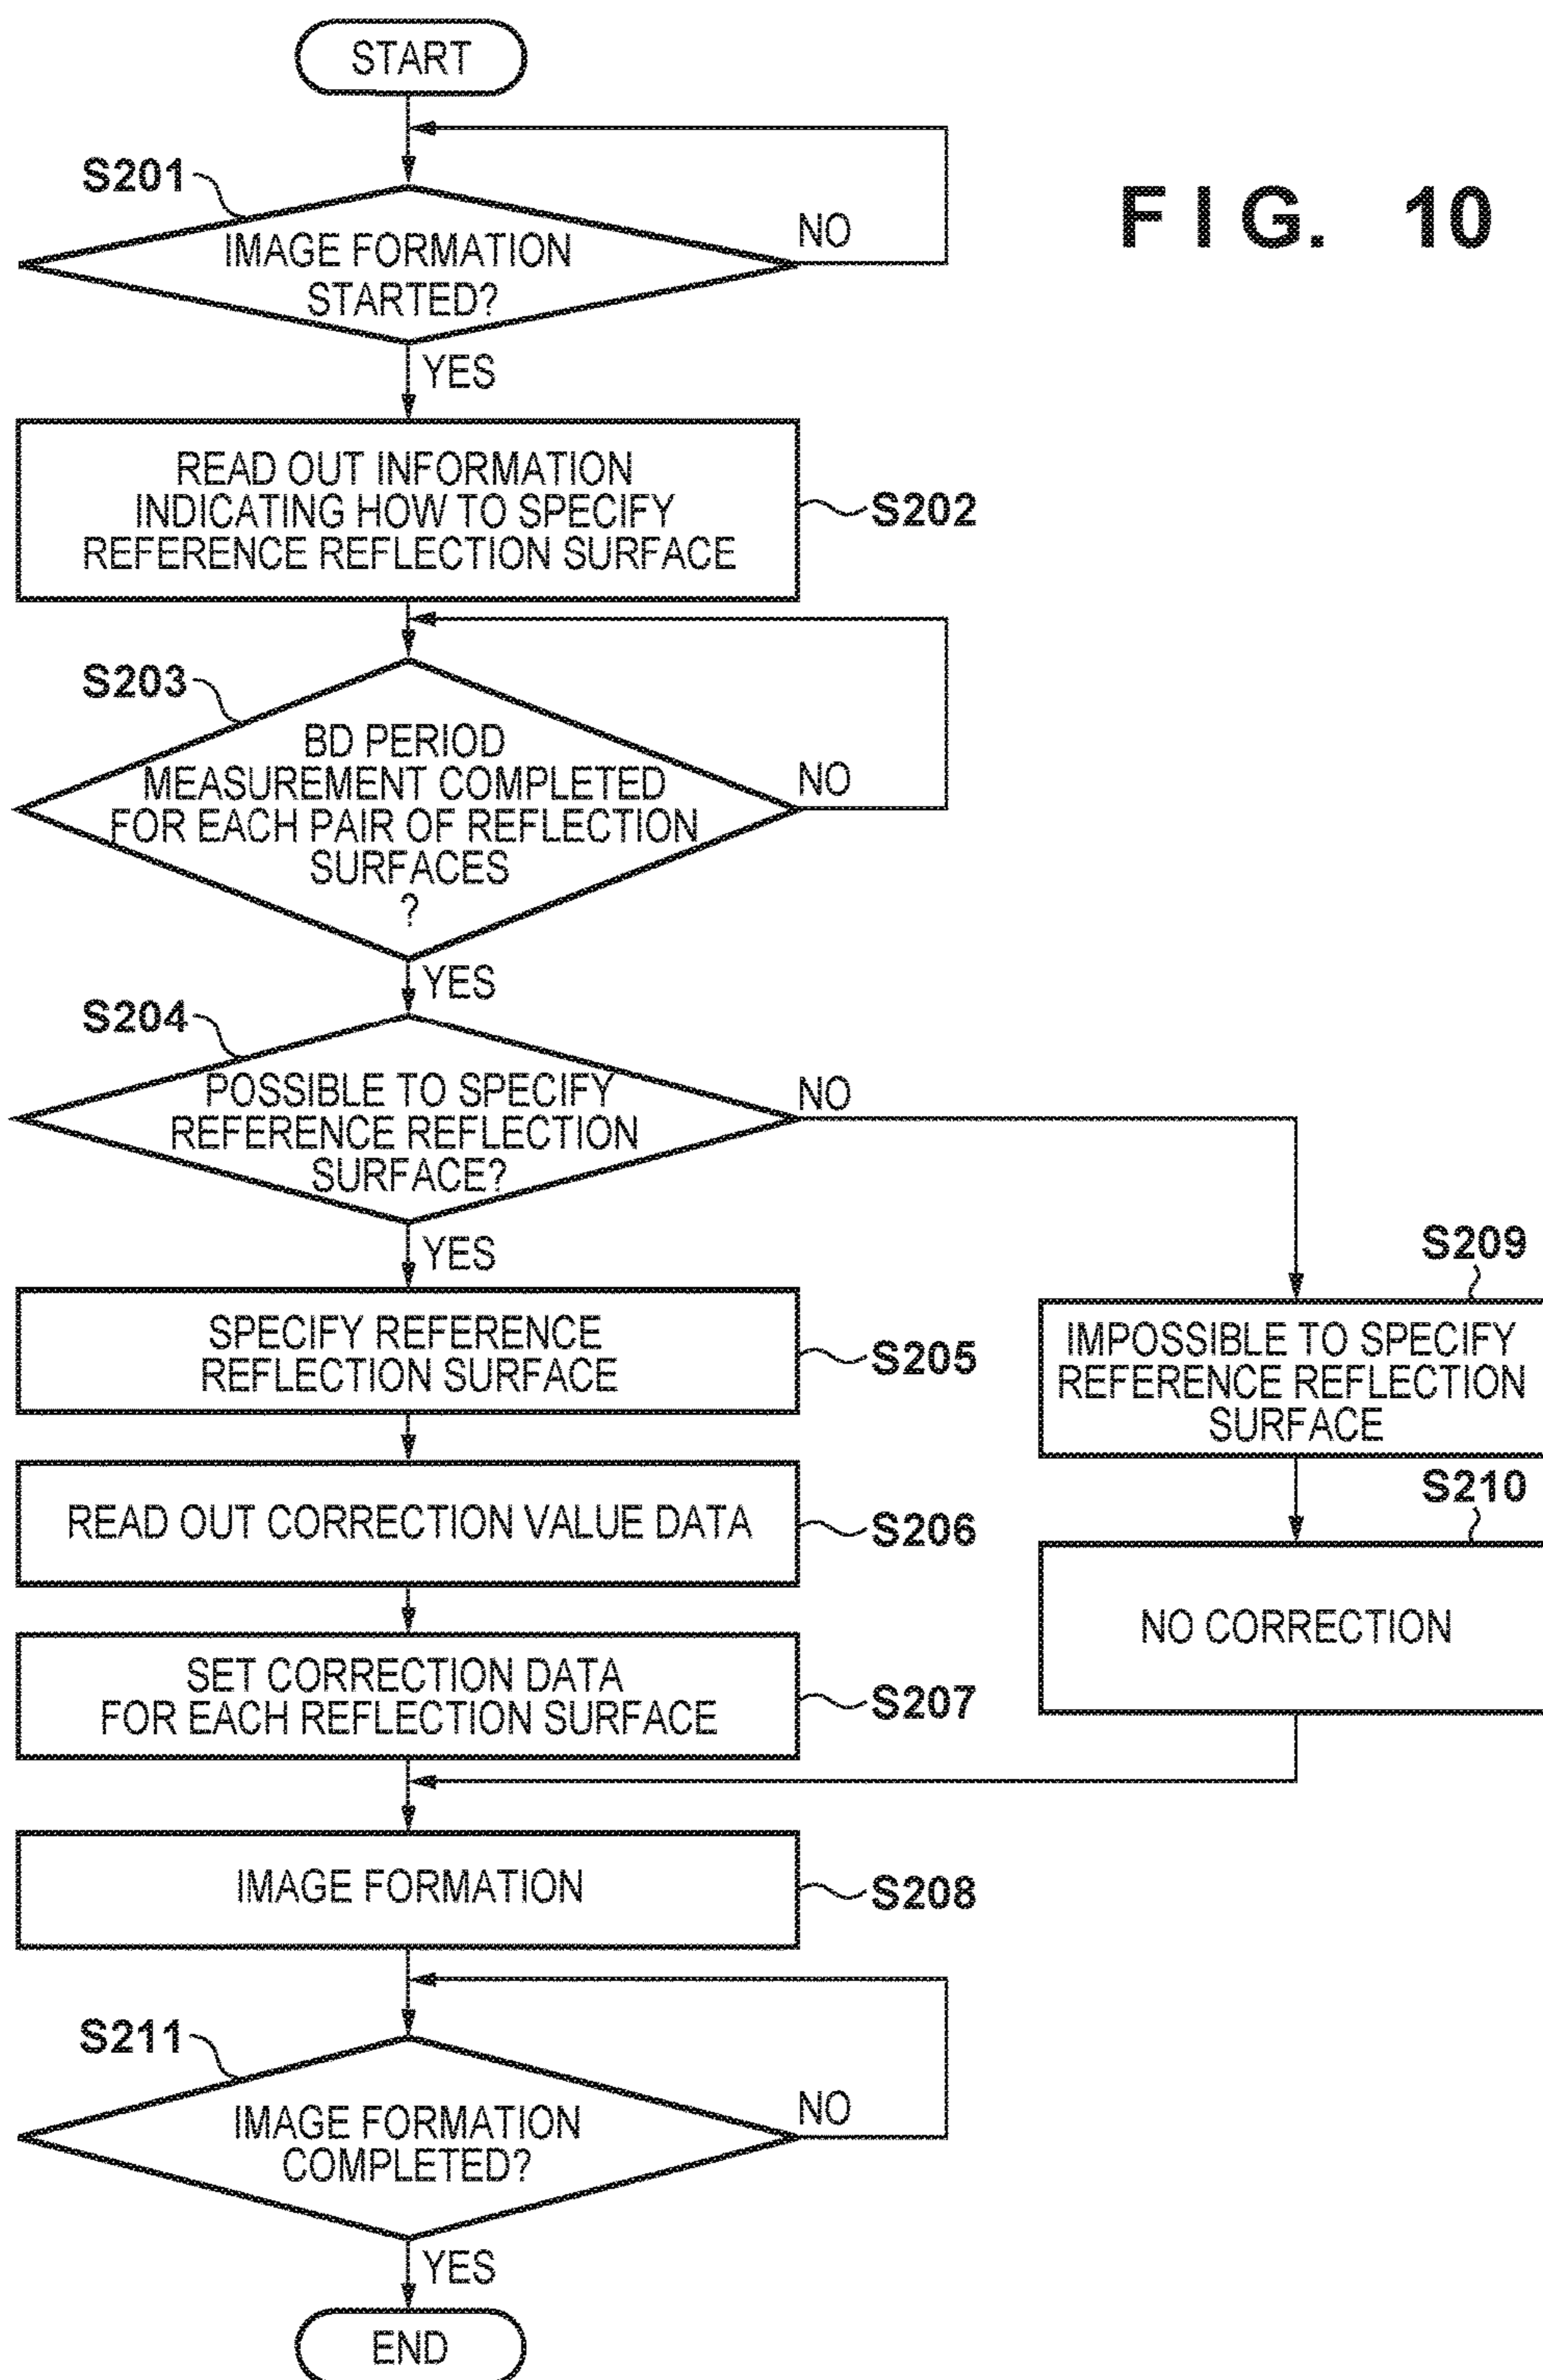 START
FIG. 10
S201
IMAGE FORMATION
STARTED?
NO
YES
READ OUT INFORMATION
INDICATING HOW TO SPECIFY
REFERENCE REFLECTION SURFACE
S202
S203
BD PERIOD
MEASUREMENT COMPLETED
FOR EACH PAIR OF REFLECTION
SURFACES
?
NO
YES
S204
POSSIBLE TO SPECIFY
REFERENCE REFLECTION
SURFACE?
NO
YES
SPECIFY REFERENCE
REFLECTION SURFACE
S205
S209
IMPOSSIBLE TO SPECIFY
REFERENCE REFLECTION
SURFACE
READ OUT CORRECTION VALUE DATA
S206
S210
NO CORRECTION
SET CORRECTION DATA
FOR EACH REFLECTION SURFACE
S207
IMAGE FORMATION
S208
S211
IMAGE FORMATION
COMPLETED?
NO
YES
END